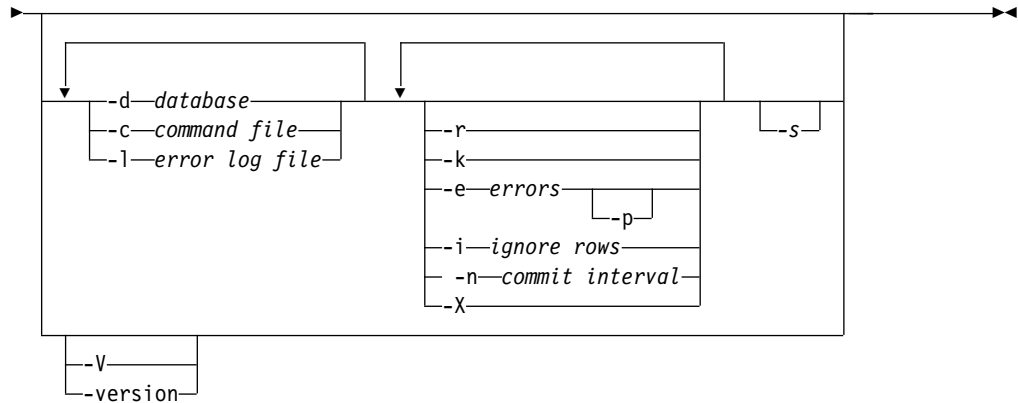 -d database
-c command file
-l error log file
-r
-k
-e errors
-p
-i ignore rows
-n commit interval
-X
-s
-V
-version